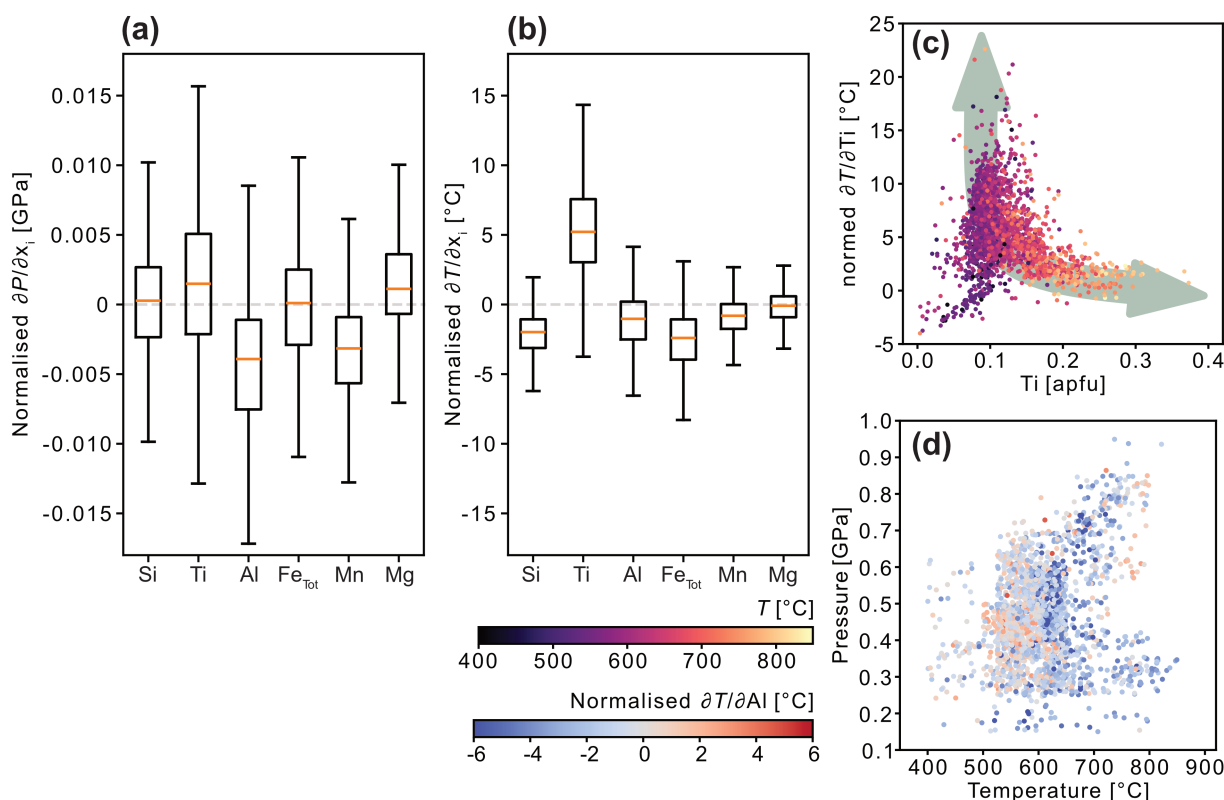 (a)
Normalised ∂P/∂xᵢ [GPa]
0.015
0.010
0.005
0
-0.005
-0.010
-0.015
Si Ti Al FeTot Mn Mg
(b)
Normalised ∂T/∂xᵢ [°C]
15
10
5
0
-5
-10
-15
Si Ti Al FeTot Mn Mg
T [°C]
400 500 600 700 800
Normalised ∂T/∂Al [°C]
-6 -4 -2 0 2 4 6
(c)
normed ∂T/∂Ti [°C]
25
20
15
10
5
0
-5
0.0 0.1 0.2 0.3 0.4
Ti [apfu]
(d)
Pressure [GPa]
1.0
0.9
0.8
0.7
0.6
0.5
0.4
0.3
0.2
0.1
400 500 600 700 800 900
Temperature [°C]